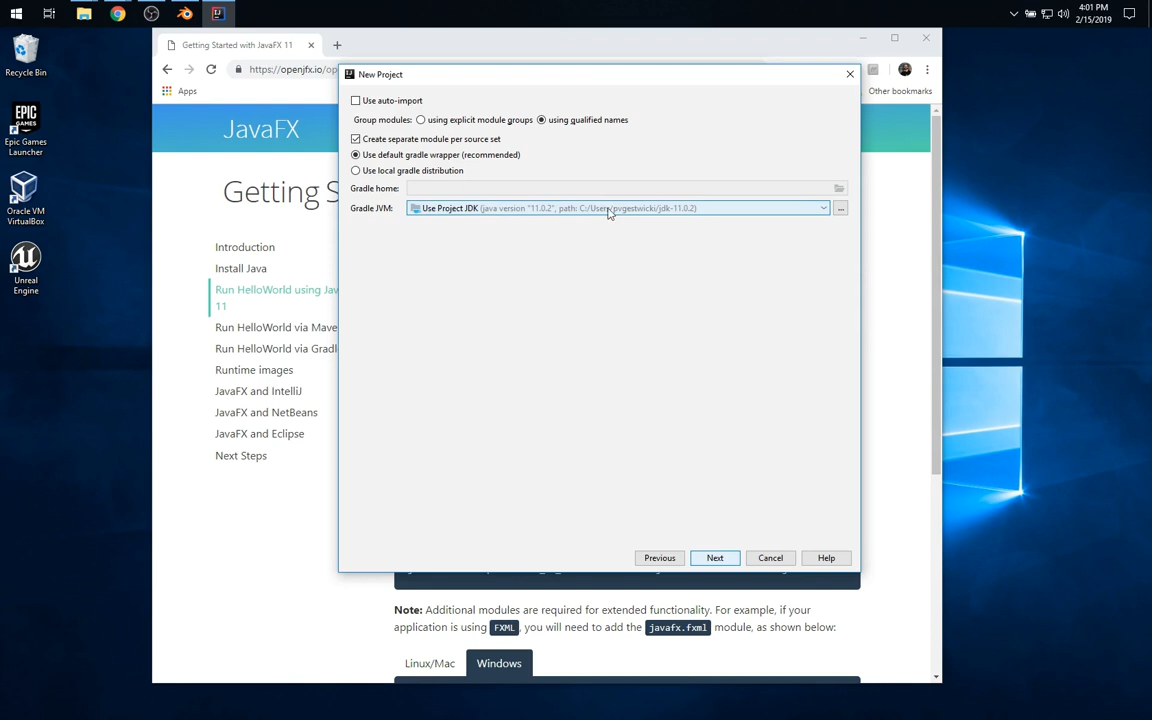 4:01 PM
2/15/2019
Recycle Bin
EPIC
GAMES
Epic Games
Launcher
Oracle VM
VirtualBox
Unreal
Engine
Getting Started with JavaFX 11
https://openjfx.io/op
Apps
Other bookmarks
JavaFX
Getting S
Introduction
Install Java
Run HelloWorld using Jav
11
Run HelloWorld via Mave
Run HelloWorld via Gradl
Runtime images
JavaFX and IntelliJ
JavaFX and NetBeans
JavaFX and Eclipse
Next Steps
New Project
Use auto-import
Group modules: using explicit module groups using qualified names
Create separate module per source set
Use default gradle wrapper (recommended)
Use local gradle distribution
Gradle home:
Gradle JVM: Use Project JDK (java version "11.0.2", path: C:/Users/pvgestwicki/jdk-11.0.2) ...
Previous Next Cancel Help
Note: Additional modules are required for extended functionality. For example, if your
application is using FXML, you will need to add the javafx.fxml module, as shown below:
Linux/Mac Windows